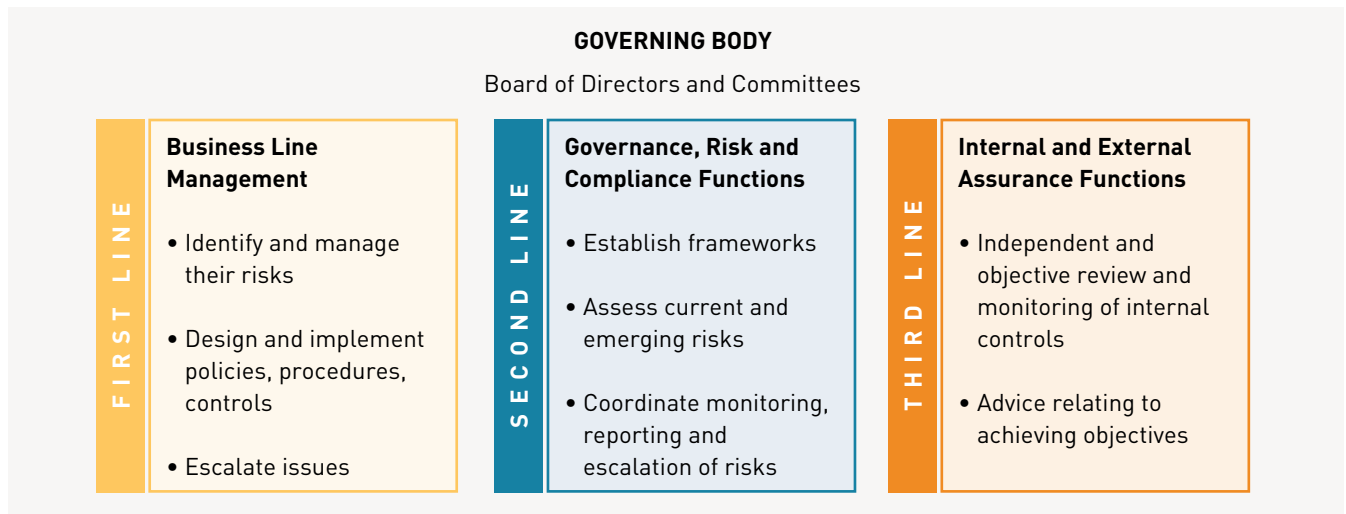 GOVERNING BODY
Board of Directors and Committees
FIRST LINE
Business Line
Management
• Identify and manage
their risks
• Design and implement
policies, procedures,
controls
• Escalate issues
SECOND LINE
Governance, Risk and
Compliance Functions
• Establish frameworks
• Assess current and
emerging risks
• Coordinate monitoring,
reporting and
escalation of risks
THIRD LINE
Internal and External
Assurance Functions
• Independent and
objective review and
monitoring of internal
controls
• Advice relating to
achieving objectives